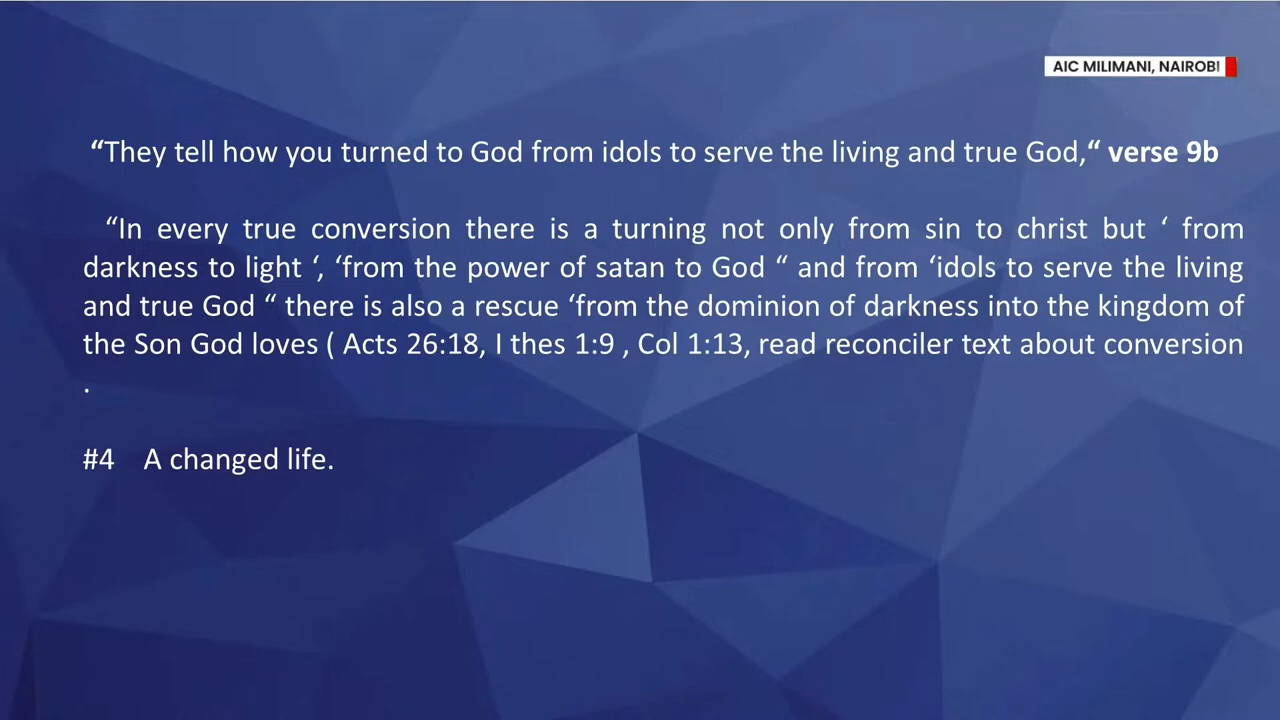 AIC MILIMANI, NAIROBI
“They tell how you turned to God from idols to serve the living and true God,“ verse 9b
“In every true conversion there is a turning not only from sin to christ but ‘ from
darkness to light ‘, ‘from the power of satan to God “ and from ‘idols to serve the living
and true God “ there is also a rescue ‘from the dominion of darkness into the kingdom of
the Son God loves ( Acts 26:18, I thes 1:9 , Col 1:13, read reconciler text about conversion
.
#4 A changed life.